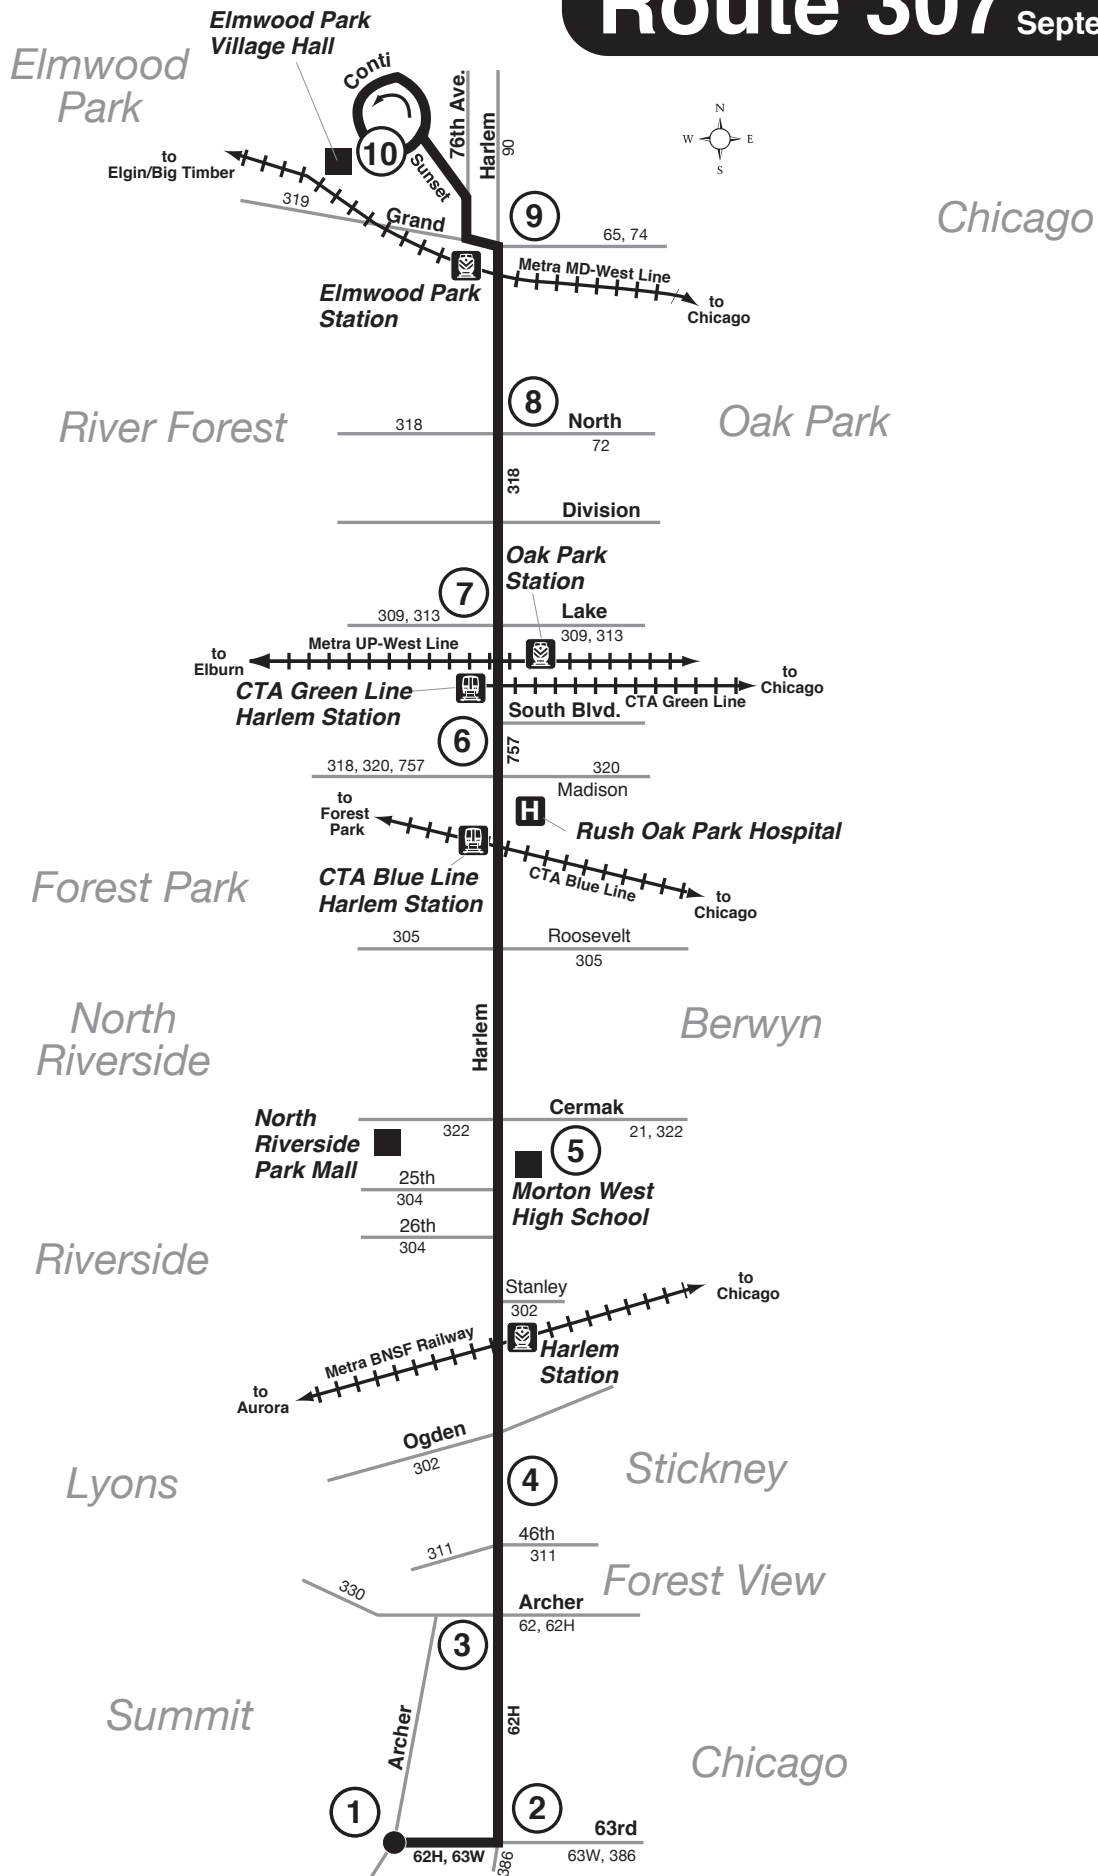 Route 307 Septe
Elmwood Park
Village Hall
Elmwood
Park
Conti
76th Ave.
Harlem
90
N
W E
S
10
Sunset
to
Elgin/Big Timber
319
Grand
9
65, 74
Chicago
Metra MD-West Line
Elmwood Park
Station
to
Chicago
8
River Forest
318
North
72
Oak Park
318
Division
Oak Park
Station
7
309, 313
Lake
309, 313
Metra UP-West Line
to
Elburn
to
Chicago
CTA Green Line
Harlem Station
CTA Green Line
South Blvd.
6
757
318, 320, 757
320
Madison
to
Forest
Park
H
Rush Oak Park Hospital
CTA Blue Line
Harlem Station
CTA Blue Line
to
Chicago
Forest Park
305
Roosevelt
305
North
Riverside
Harlem
Berwyn
North
Riverside
Park Mall
Cermak
322
21, 322
5
25th
304
Morton West
High School
26th
304
Riverside
Stanley
302
to
Chicago
Metra BNSF Railway
Harlem
Station
to
Aurora
Ogden
302
Lyons
4
Stickney
46th
311
311
Forest View
330
Archer
62, 62H
3
Archer
Summit
62H
Chicago
1
2
63rd
62H, 63W
386
63W, 386